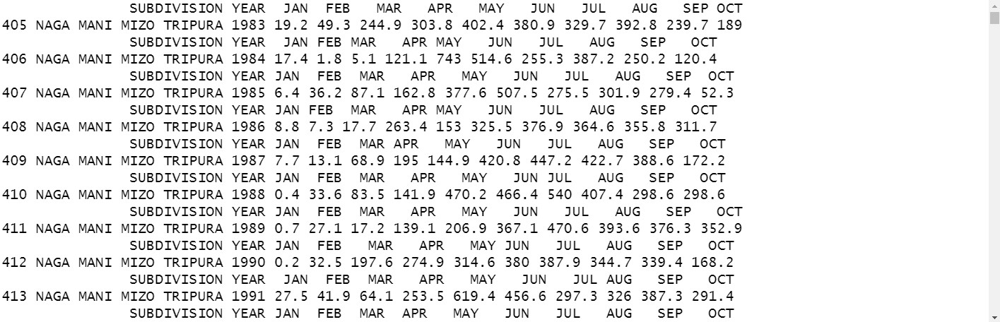 SUBDIVISION YEAR JAN FEB MAR APR MAY JUN JUL AUG SEP OCT
405 NAGA MANI MIZO TRIPURA 1983 19.2 49.3 244.9 303.8 402.4 380.9 329.7 392.8 239.7 189
SUBDIVISION YEAR JAN FEB MAR APR MAY JUN JUL AUG SEP OCT
406 NAGA MANI MIZO TRIPURA 1984 17.4 1.8 5.1 121.1 743 514.6 255.3 387.2 250.2 120.4
SUBDIVISION YEAR JAN FEB MAR APR MAY JUN JUL AUG SEP OCT
407 NAGA MANI MIZO TRIPURA 1985 6.4 36.2 87.1 162.8 377.6 507.5 275.5 301.9 279.4 52.3
SUBDIVISION YEAR JAN FEB MAR APR MAY JUN JUL AUG SEP OCT
408 NAGA MANI MIZO TRIPURA 1986 8.8 7.3 17.7 263.4 153 325.5 376.9 364.6 355.8 311.7
SUBDIVISION YEAR JAN FEB MAR APR MAY JUN JUL AUG SEP OCT
409 NAGA MANI MIZO TRIPURA 1987 7.7 13.1 68.9 195 144.9 420.8 447.2 422.7 388.6 172.2
SUBDIVISION YEAR JAN FEB MAR APR MAY JUN JUL AUG SEP OCT
410 NAGA MANI MIZO TRIPURA 1988 0.4 33.6 83.5 141.9 470.2 466.4 540 407.4 298.6 298.6
SUBDIVISION YEAR JAN FEB MAR APR MAY JUN JUL AUG SEP OCT
411 NAGA MANI MIZO TRIPURA 1989 0.7 27.1 17.2 139.1 206.9 367.1 470.6 393.6 376.3 352.9
SUBDIVISION YEAR JAN FEB MAR APR MAY JUN JUL AUG SEP OCT
412 NAGA MANI MIZO TRIPURA 1990 0.2 32.5 197.6 274.9 314.6 380 387.9 344.7 339.4 168.2
SUBDIVISION YEAR JAN FEB MAR APR MAY JUN JUL AUG SEP OCT
413 NAGA MANI MIZO TRIPURA 1991 27.5 41.9 64.1 253.5 619.4 456.6 297.3 326 387.3 291.4
SUBDIVISION YEAR JAN FEB MAR APR MAY JUN JUL AUG SEP OCT